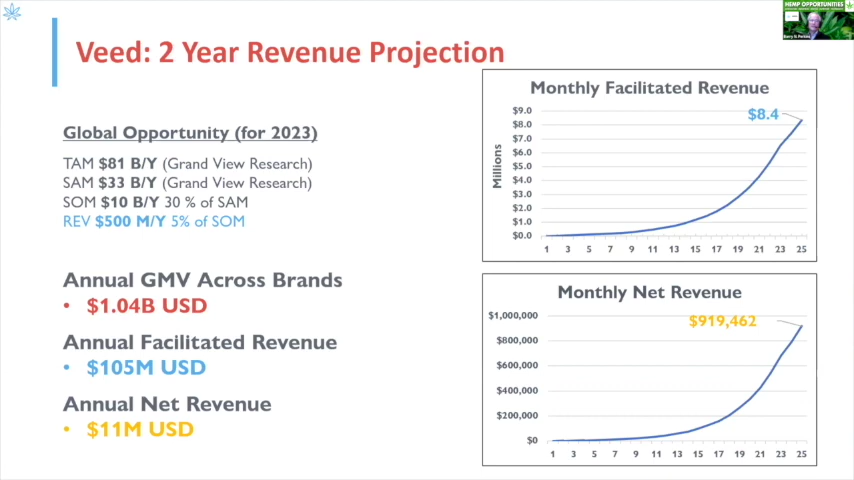 HEMP OPPORTUNITIES
Veed: 2 Year Revenue Projection
Global Opportunity (for 2023)
TAM $81 B/Y (Grand View Research)
SAM $33 B/Y (Grand View Research)
SOM $10 B/Y 30 % of SAM
REV $500 M/Y 5% of SOM
Annual GMV Across Brands
• $1.04B USD
Annual Facilitated Revenue
• $105M USD
Annual Net Revenue
• $11M USD
Monthly Facilitated Revenue
$8.4
Millions
$9.0
$8.0
$7.0
$6.0
$5.0
$4.0
$3.0
$2.0
$1.0
$0.0
1 3 5 7 9 11 13 15 17 19 21 23 25
Monthly Net Revenue
$919,462
$1,000,000
$800,000
$600,000
$400,000
$200,000
$0
1 3 5 7 9 11 13 15 17 19 21 23 25